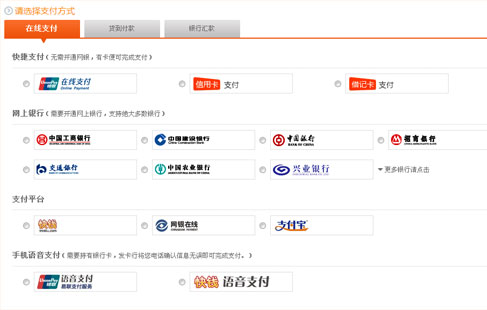 请选择支付方式
在线支付 货到付款 银行汇款
快捷支付(无需开通网银，有卡便可完成支付)
在线支付 Online Payment 信用卡 支付 借记卡 支付
网上银行(需要开通网上银行，支持绝大多数银行)
中国工商银行 中国建设银行 China Construction Bank 中国银行 BANK OF CHINA 招商银行
交通银行 中国农业银行 兴业银行 更多银行请点击
支付平台
快钱 网银在线 支付宝
手机语音支付(需要持有银行卡，发卡行将您电话确认信息无误即可完成支付。)
语音支付 易联支付服务 快钱 语音支付